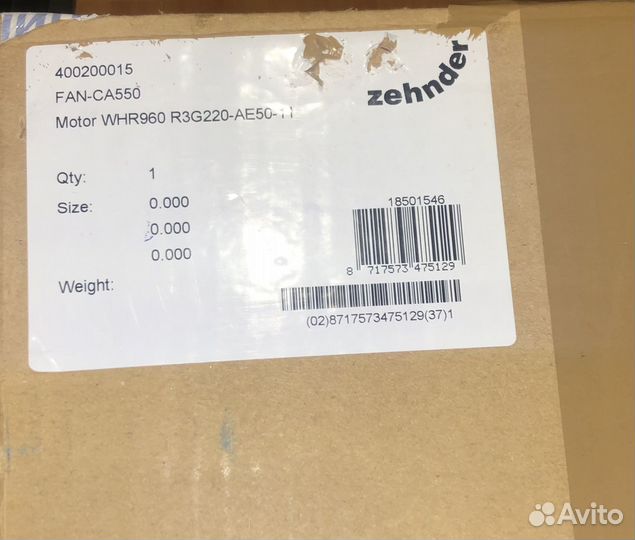 400200015
zehnder
FAN-CA550
Motor WHR960 R3G220-AE50-11
Qty: 1
Size: 0.000
0.000
0.000
18501546
8 717573 475129
Weight:
(02)8717573475129(37)1
Avito